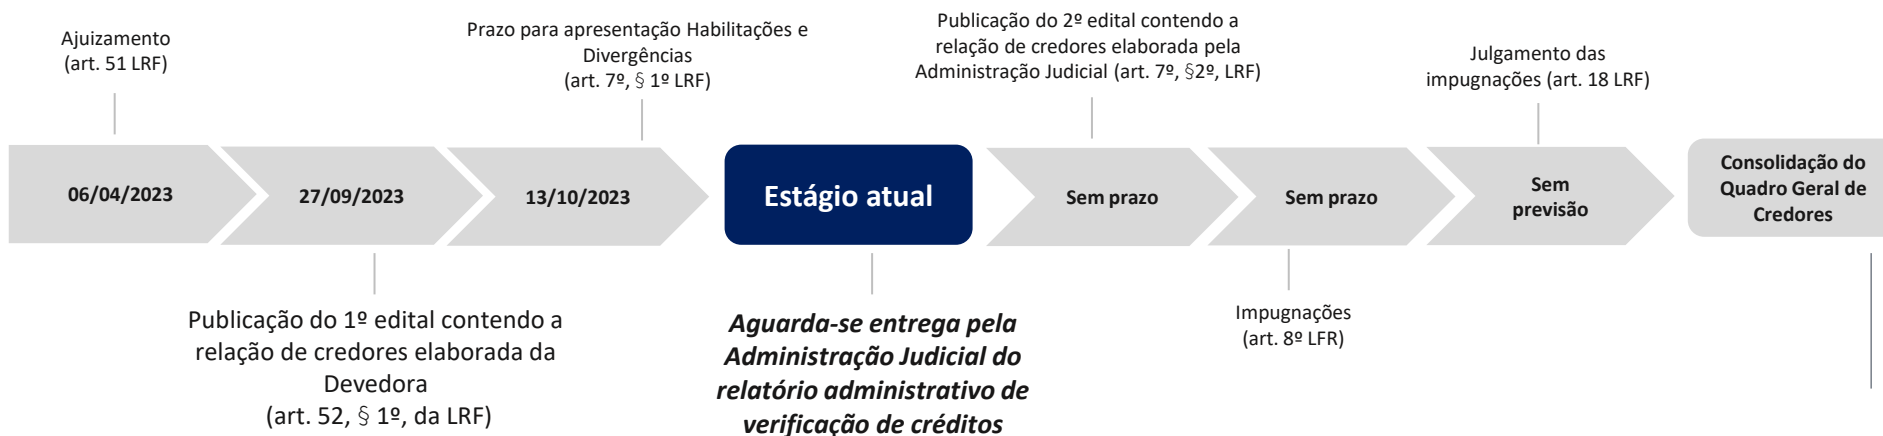 Ajuizamento
(art. 51 LRF)
Prazo para apresentação Habilitações e
Divergências
(art. 7º, § 1º LRF)
Publicação do 2º edital contendo a
relação de credores elaborada pela
Administração Judicial (art. 7º, §2º, LRF)
Julgamento das
impugnações (art. 18 LRF)
06/04/2023
27/09/2023
13/10/2023
Estágio atual
Sem prazo
Sem prazo
Sem
previsão
Consolidação do
Quadro Geral de
Credores
Publicação do 1º edital contendo a
relação de credores elaborada da
Devedora
(art. 52, § 1º, da LRF)
Aguarda-se entrega pela
Administração Judicial do
relatório administrativo de
verificação de créditos
Impugnações
(art. 8º LFR)